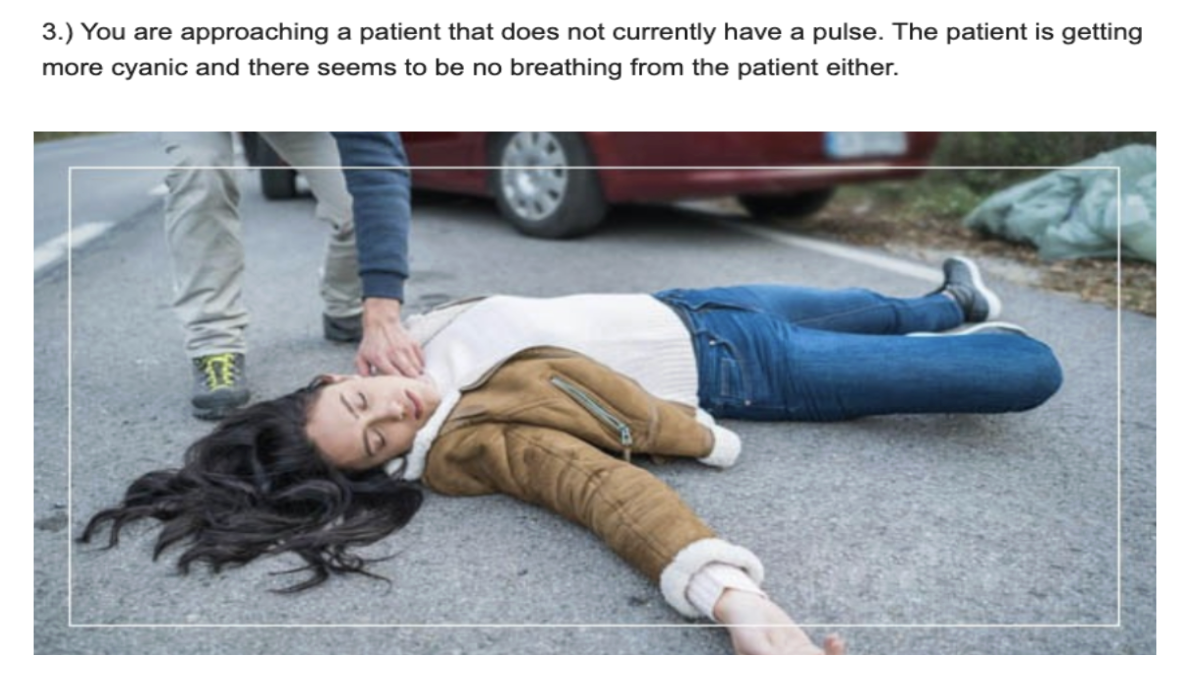 3.) You are approaching a patient that does not currently have a pulse. The patient is getting
more cyanic and there seems to be no breathing from the patient either.